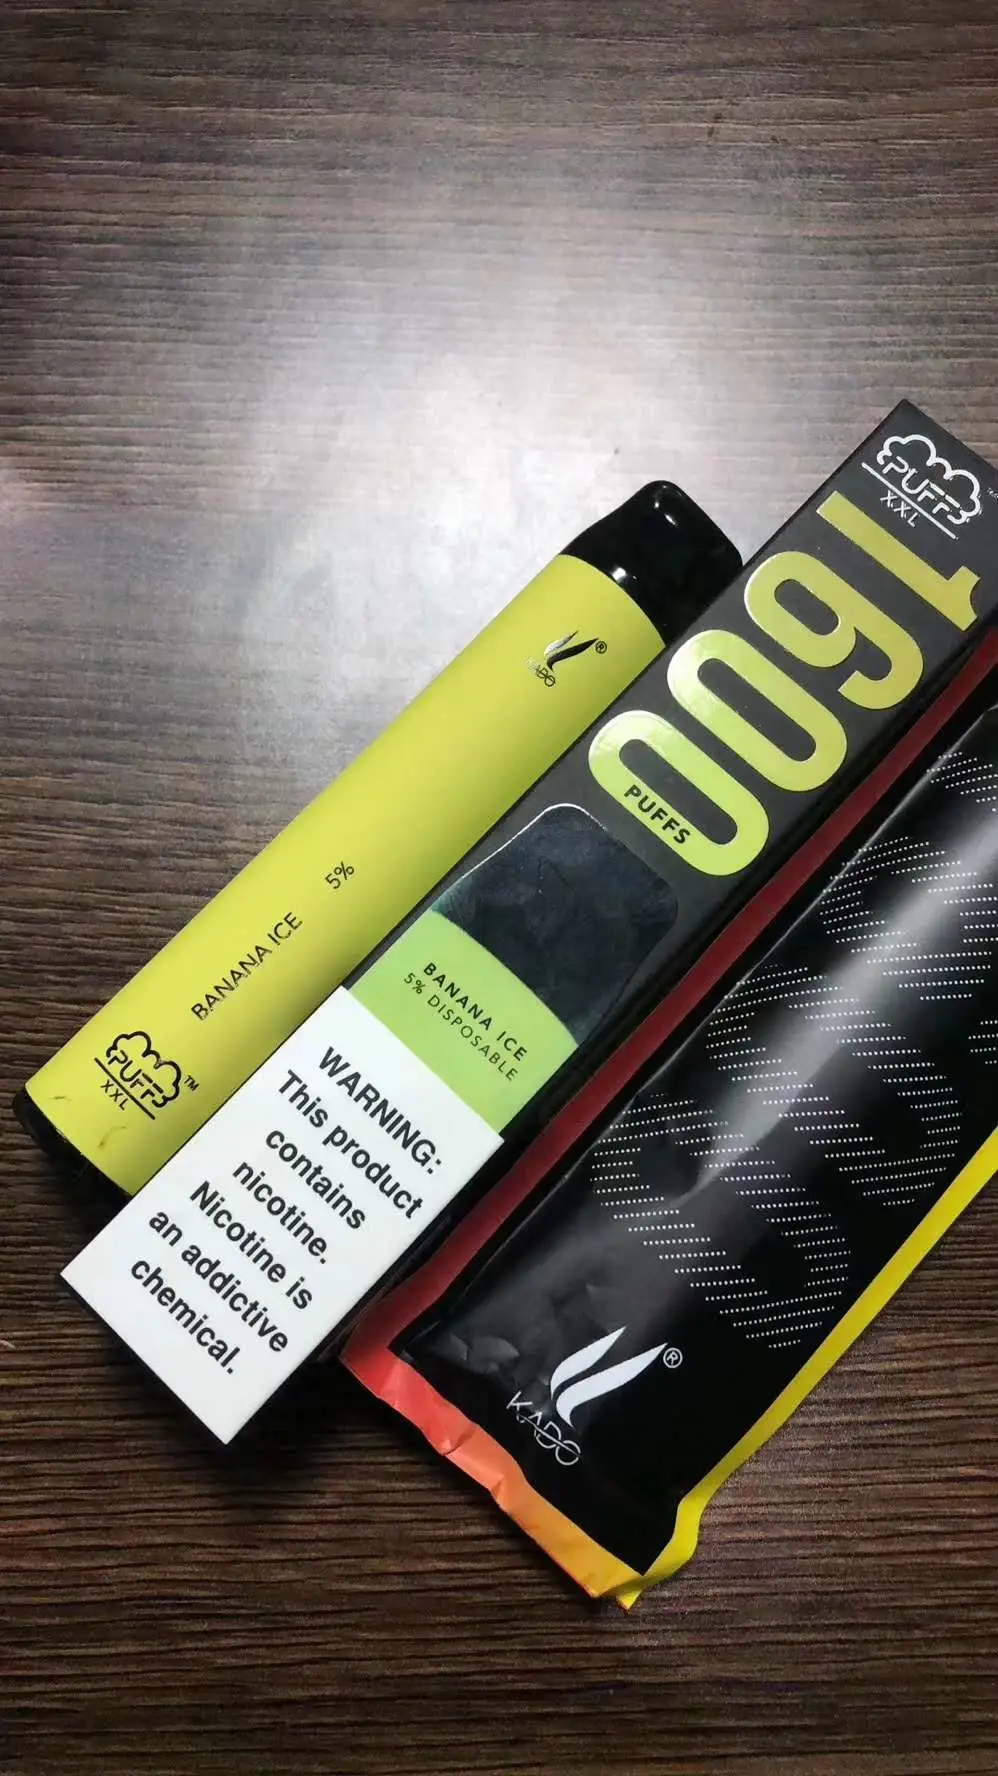 KADO®
BANANA ICE 5%
PUFF
XXL
TM
PUFF
XXL
1600
PUFFS
BANANA ICE
5% DISPOSABLE
WARNING:
This product
contains
nicotine.
Nicotine is
an addictive
chemical.
®
KADO